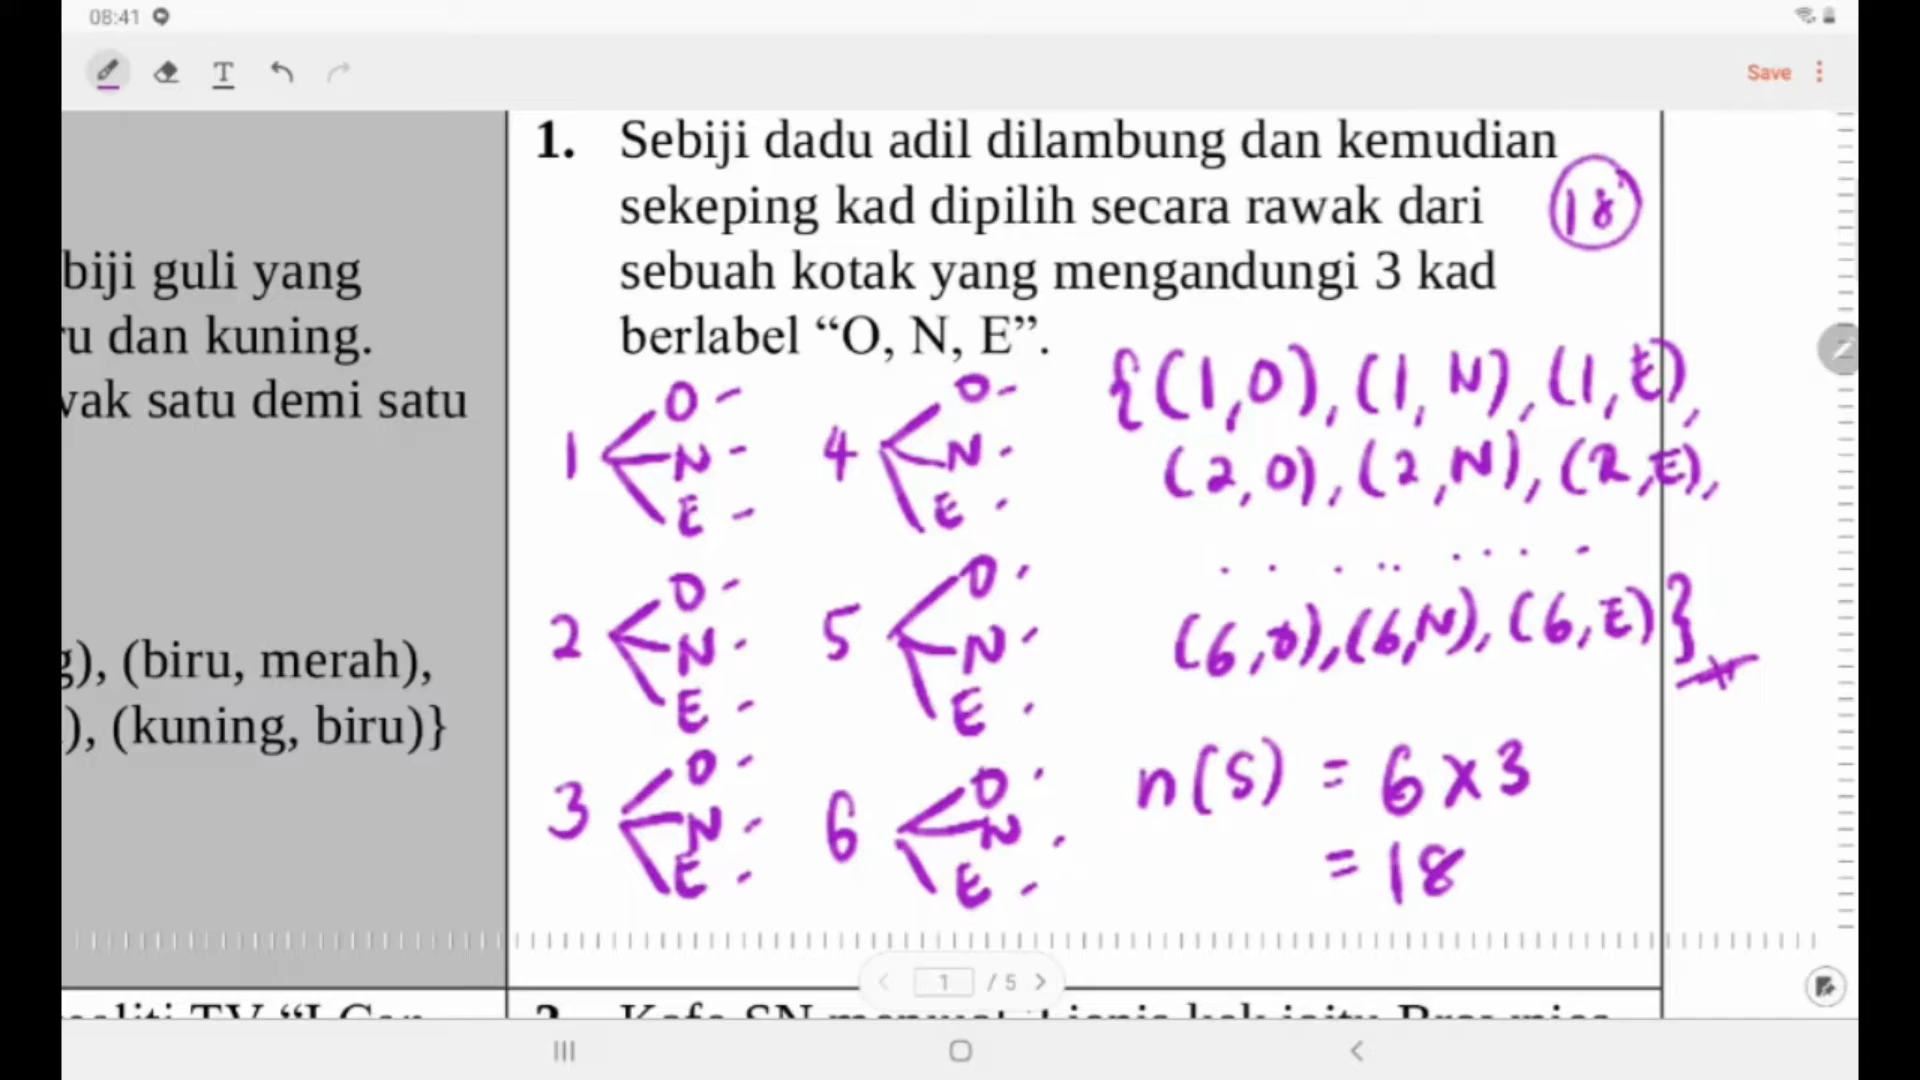 08:41
T
Save
biji guli yang
ru dan kuning.
wak satu demi satu
g), (biru, merah),
), (kuning, biru)}
1. Sebiji dadu adil dilambung dan kemudian
sekeping kad dipilih secara rawak dari
sebuah kotak yang mengandungi 3 kad
berlabel “O, N, E”.
18
1 O N E
2 O N E
3 O N E
4 O N E
5 O N E
6 O N E
{(1,O), (1,N), (1,E),
(2,O), (2,N), (2,E),
. . . . . . . . .
(6,O), (6,N), (6,E)}
n(S) = 6 x 3
= 18
1 / 5